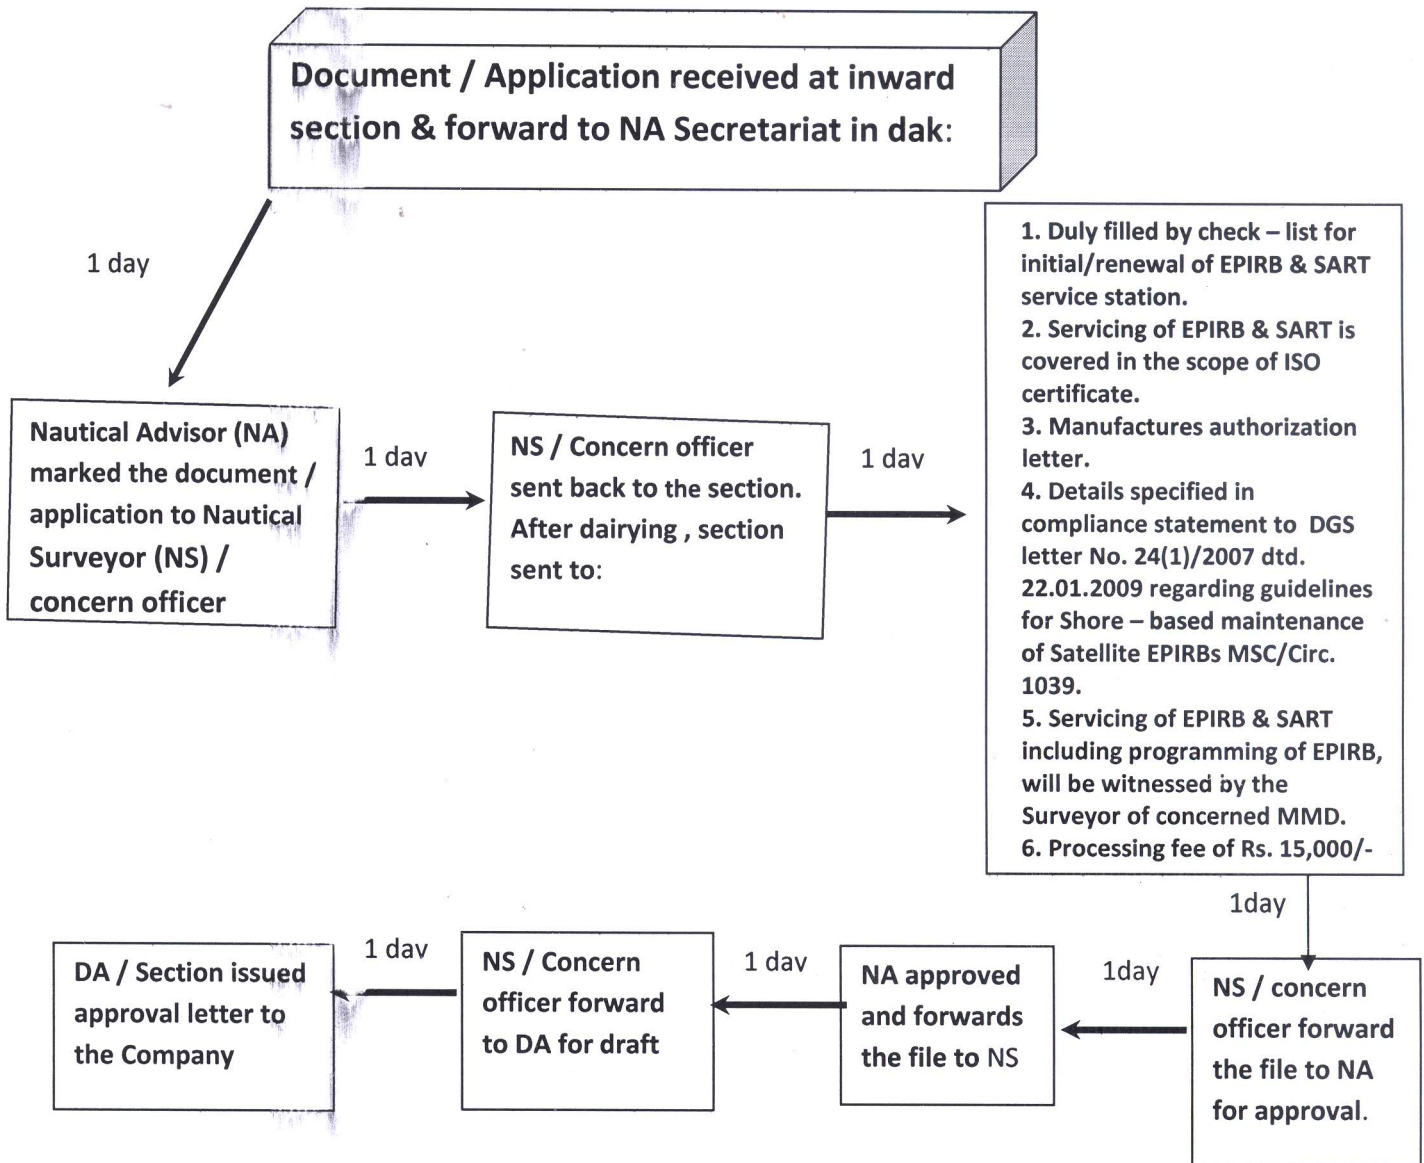 Document / Application received at inward
section & forward to NA Secretariat in dak:
1 day
Nautical Advisor (NA)
marked the document /
application to Nautical
Surveyor (NS) /
concern officer
1 day
NS / Concern officer
sent back to the section.
After dairying , section
sent to:
1 day
1. Duly filled by check – list for
initial/renewal of EPIRB & SART
service station.
2. Servicing of EPIRB & SART is
covered in the scope of ISO
certificate.
3. Manufactures authorization
letter.
4. Details specified in
compliance statement to DGS
letter No. 24(1)/2007 dtd.
22.01.2009 regarding guidelines
for Shore – based maintenance
of Satellite EPIRBs MSC/Circ.
1039.
5. Servicing of EPIRB & SART
including programming of EPIRB,
will be witnessed by the
Surveyor of concerned MMD.
6. Processing fee of Rs. 15,000/-
1day
NS / concern
officer forward
the file to NA
for approval.
1day
NA approved
and forwards
the file to NS
1 day
NS / Concern
officer forward
to DA for draft
1 day
DA / Section issued
approval letter to
the Company